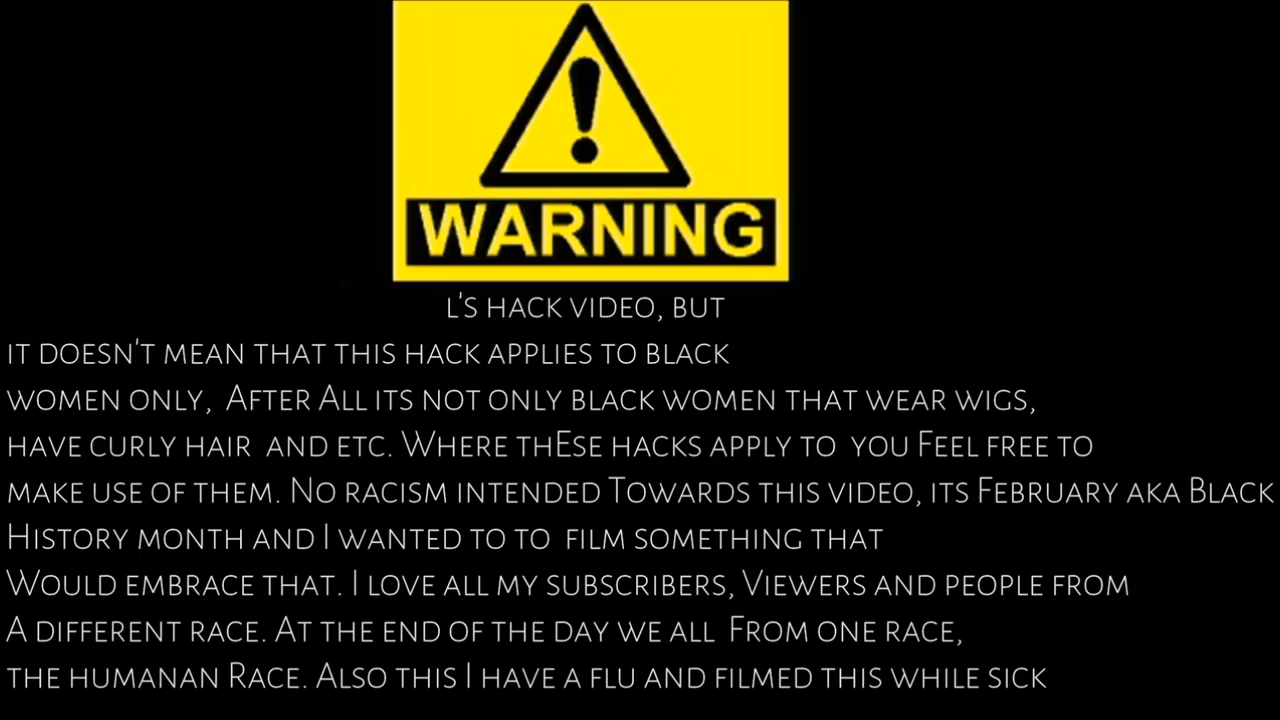 WARNING
L'S HACK VIDEO, BUT
IT DOESN'T MEAN THAT THIS HACK APPLIES TO BLACK
WOMEN ONLY, AFTER ALL ITS NOT ONLY BLACK WOMEN THAT WEAR WIGS,
HAVE CURLY HAIR AND ETC. WHERE THESE HACKS APPLY TO YOU FEEL FREE TO
MAKE USE OF THEM. NO RACISM INTENDED TOWARDS THIS VIDEO, ITS FEBRUARY AKA BLACK
HISTORY MONTH AND I WANTED TO TO FILM SOMETHING THAT
WOULD EMBRACE THAT. I LOVE ALL MY SUBSCRIBERS, VIEWERS AND PEOPLE FROM
A DIFFERENT RACE. AT THE END OF THE DAY WE ALL FROM ONE RACE,
THE HUMANAN RACE. ALSO THIS I HAVE A FLU AND FILMED THIS WHILE SICK